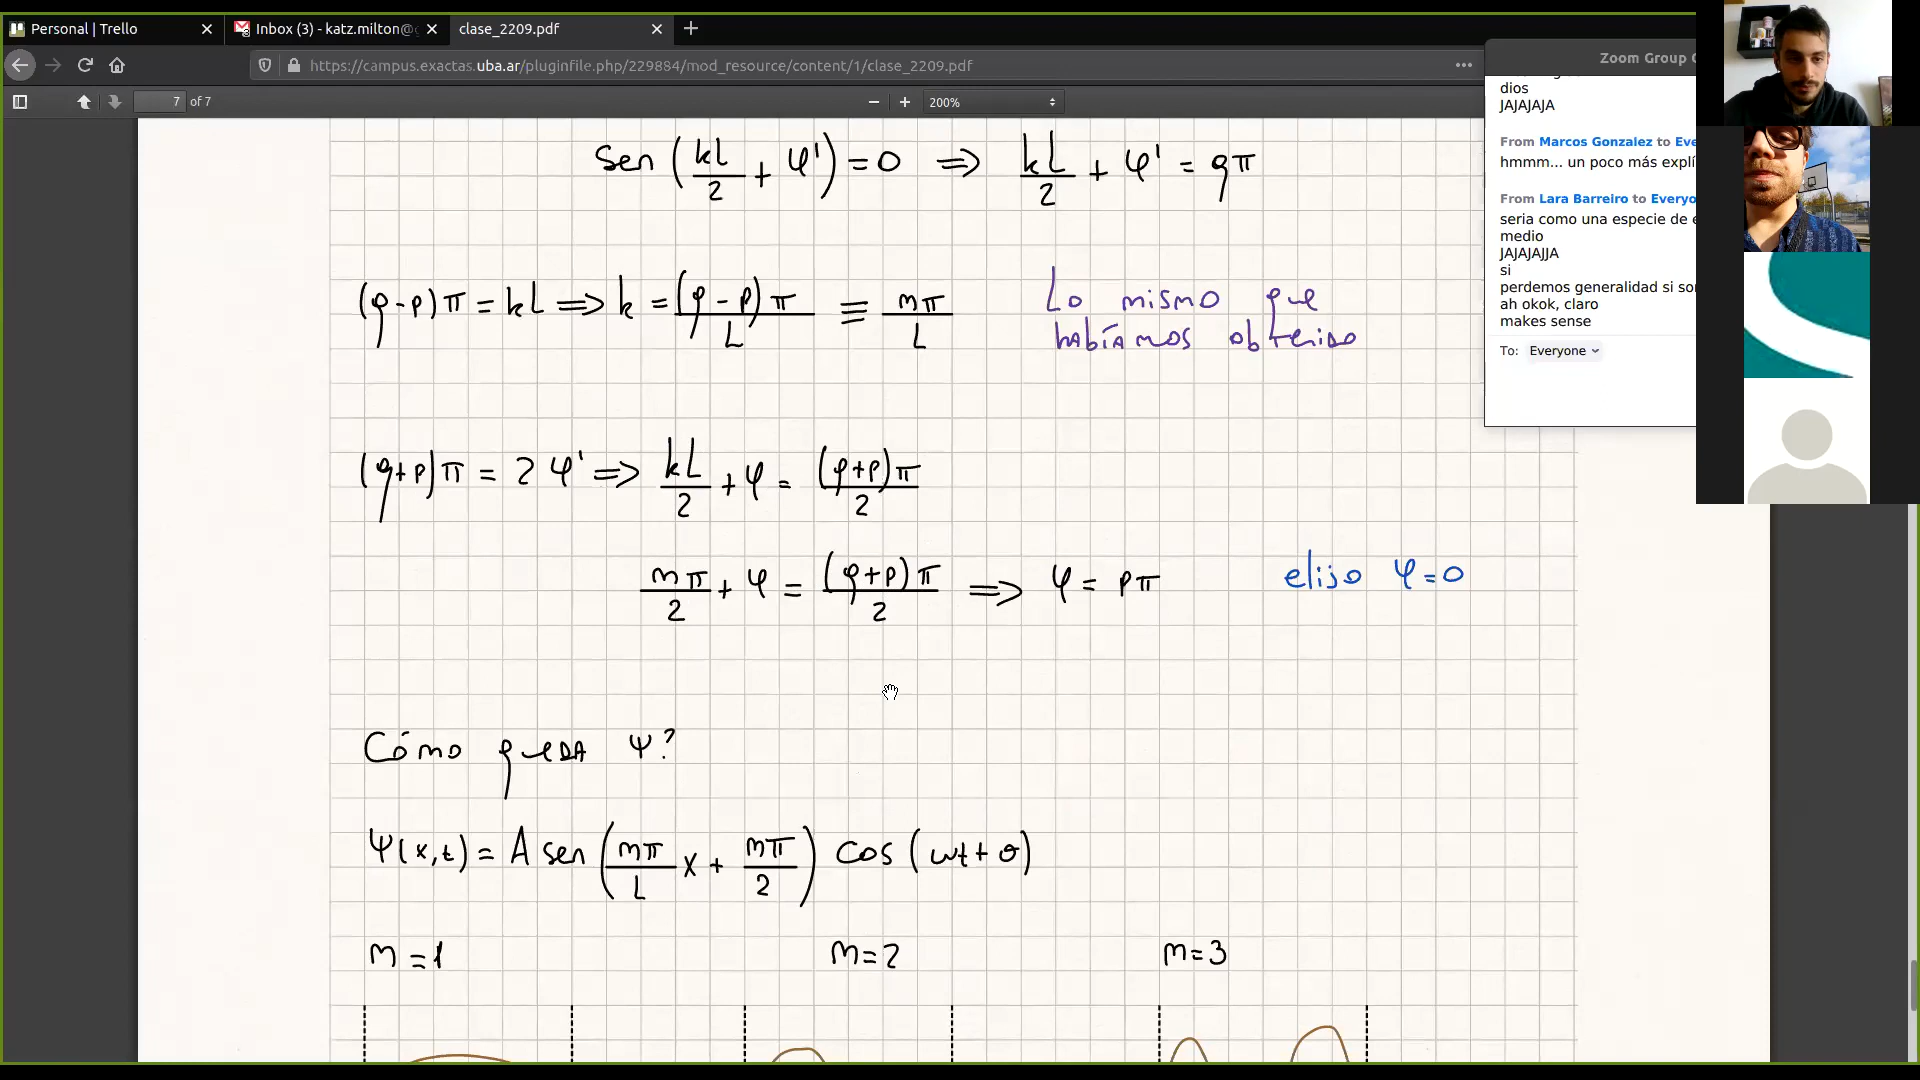 Personal | Trello
Inbox (3) - katz.milton@
clase_2209.pdf
https://campus.exactas.uba.ar/pluginfile.php/229884/mod_resource/content/1/clase_2209.pdf
7 of 7
200%
Zoom Group
dios
JAJAJAJA
From Marcos Gonzalez to Eve
hmmm... un poco más explí
From Lara Barreiro to Everyo
seria como una especie de e
medio
JAJAJAJJA
si
perdemos generalidad si so
ah okok, claro
makes sense
To: Everyone
Sen (kL/2 + φ') = 0 ⇒ kL/2 + φ' = qπ
(q-p)π = kL ⇒ k = (q-p)π/L ≡ mπ/L
Lo mismo que
habíamos obtenido
(q+p)π = 2φ' ⇒ kL/2 + φ = (q+p)π/2
mπ/2 + φ = (q+p)π/2 ⇒ φ = pπ
elijo φ=0
Cómo queda Ψ?
Ψ(x,t) = A sen (mπ/L x + mπ/2) cos (ωt + θ)
m=1 m=2 m=3